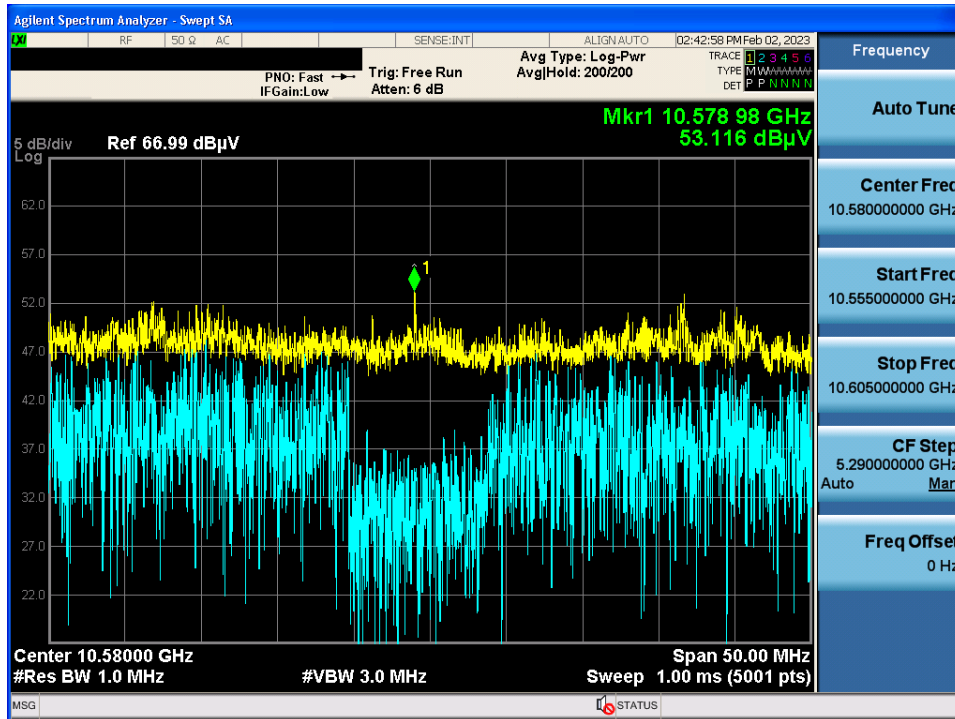 Agilent Spectrum Analyzer - Swept SA
LXI RF 50 Ω AC SENSE:INT ALIGN AUTO 02:42:58 PM Feb 02, 2023
Frequency
PNO: Fast Trig: Free Run Avg Type: Log-Pwr TRACE 1 2 3 4 5 6
IFGain:Low Atten: 6 dB Avg|Hold: 200/200 TYPE M W W W W W
DET P P N N N N
Auto Tune
Mkr1 10.578 98 GHz
53.116 dBµV
5 dB/div Ref 66.99 dBµV
Log
62.0
57.0
52.0
47.0
42.0
37.0
32.0
27.0
22.0
1
Center Freq
10.580000000 GHz
Start Freq
10.555000000 GHz
Stop Freq
10.605000000 GHz
CF Step
5.290000000 GHz
Auto Man
Freq Offset
0 Hz
Center 10.58000 GHz Span 50.00 MHz
#Res BW 1.0 MHz #VBW 3.0 MHz Sweep 1.00 ms (5001 pts)
MSG STATUS